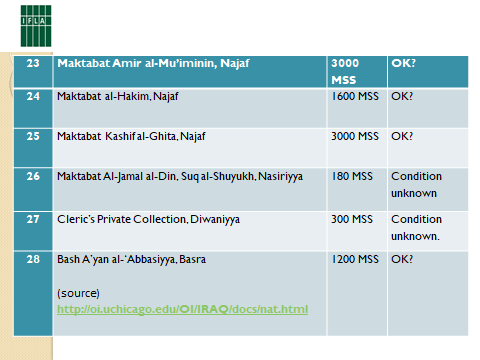 IFLA
23 Maktabat Amir al-Mu'iminin, Najaf 3000 MSS OK?
24 Maktabat al-Hakim, Najaf 1600 MSS OK?
25 Maktabat Kashif al-Ghita, Najaf 3000 MSS OK?
26 Maktabat Al-Jamal al-Din, Suq al-Shuyukh, Nasiriyya 180 MSS Condition unknown
27 Cleric's Private Collection, Diwaniyya 300 MSS Condition unknown.
28 Bash A'yan al-'Abbasiyya, Basra 1200 MSS OK?
(source)
http://oi.uchicago.edu/OI/IRAQ/docs/nat.html